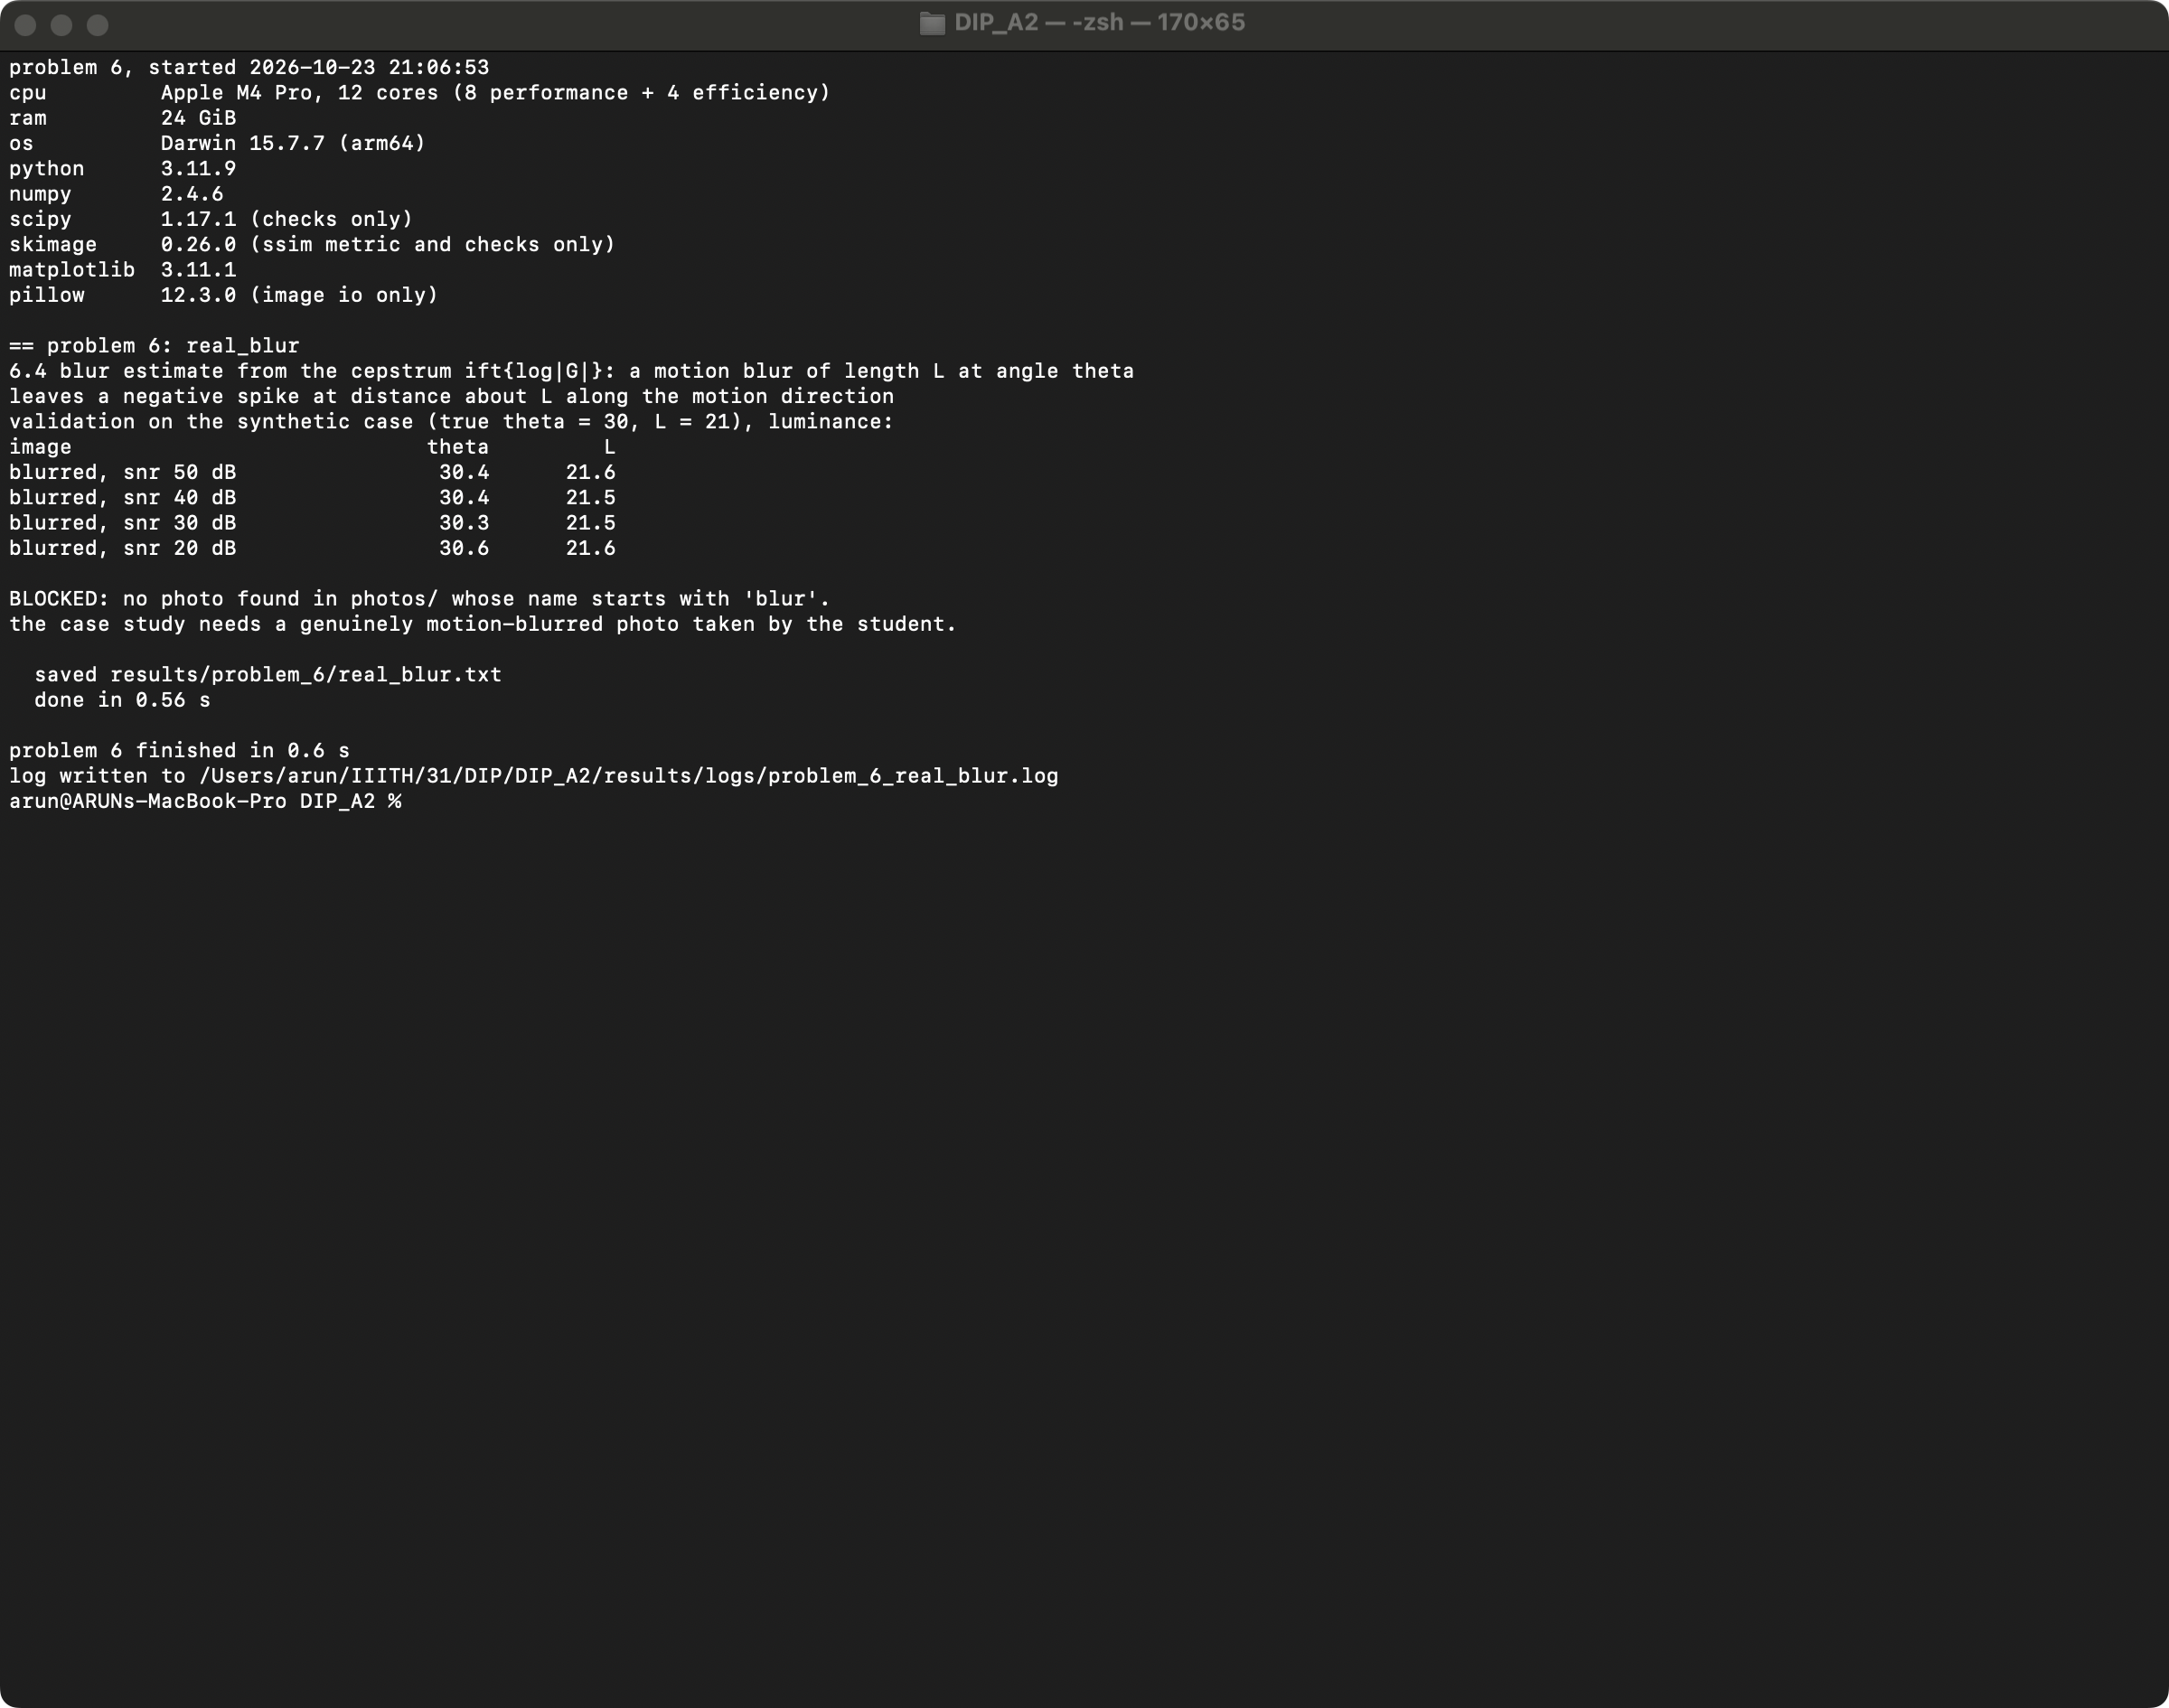 DIP_A2 — -zsh — 170×65
problem 6, started 2026-10-23 21:06:53
cpu         Apple M4 Pro, 12 cores (8 performance + 4 efficiency)
ram         24 GiB
os          Darwin 15.7.7 (arm64)
python      3.11.9
numpy       2.4.6
scipy       1.17.1 (checks only)
skimage     0.26.0 (ssim metric and checks only)
matplotlib  3.11.1
pillow      12.3.0 (image io only)

== problem 6: real_blur
6.4 blur estimate from the cepstrum ift{log|G|}: a motion blur of length L at angle theta
leaves a negative spike at distance about L along the motion direction
validation on the synthetic case (true theta = 30, L = 21), luminance:
image                            theta         L
blurred, snr 50 dB                30.4      21.6
blurred, snr 40 dB                30.4      21.5
blurred, snr 30 dB                30.3      21.5
blurred, snr 20 dB                30.6      21.6

BLOCKED: no photo found in photos/ whose name starts with 'blur'.
the case study needs a genuinely motion-blurred photo taken by the student.

  saved results/problem_6/real_blur.txt
  done in 0.56 s

problem 6 finished in 0.6 s
log written to /Users/arun/IIITH/31/DIP/DIP_A2/results/logs/problem_6_real_blur.log
arun@ARUNs-MacBook-Pro DIP_A2 %